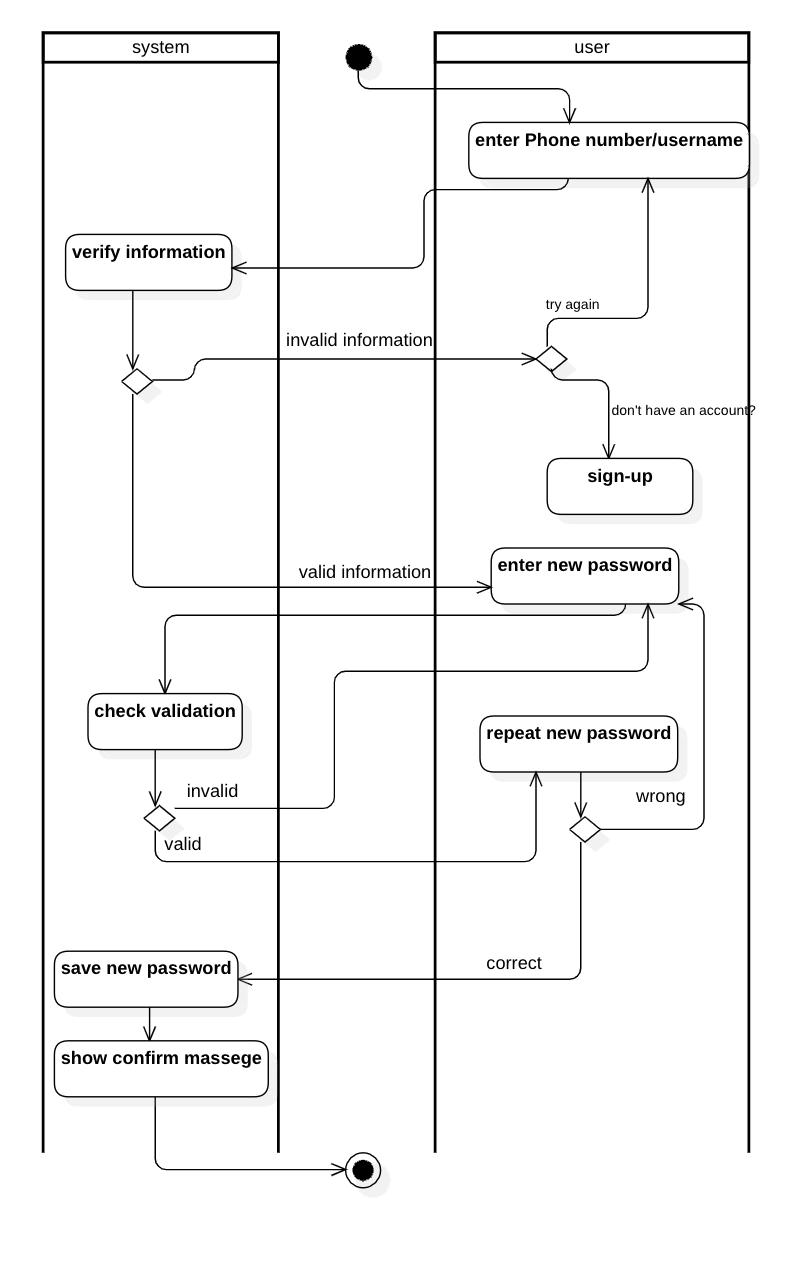 system
user
enter Phone number/username
verify information
try again
invalid information
don't have an account?
sign-up
enter new password
valid information
check validation
repeat new password
invalid
wrong
valid
correct
save new password
show confirm massege